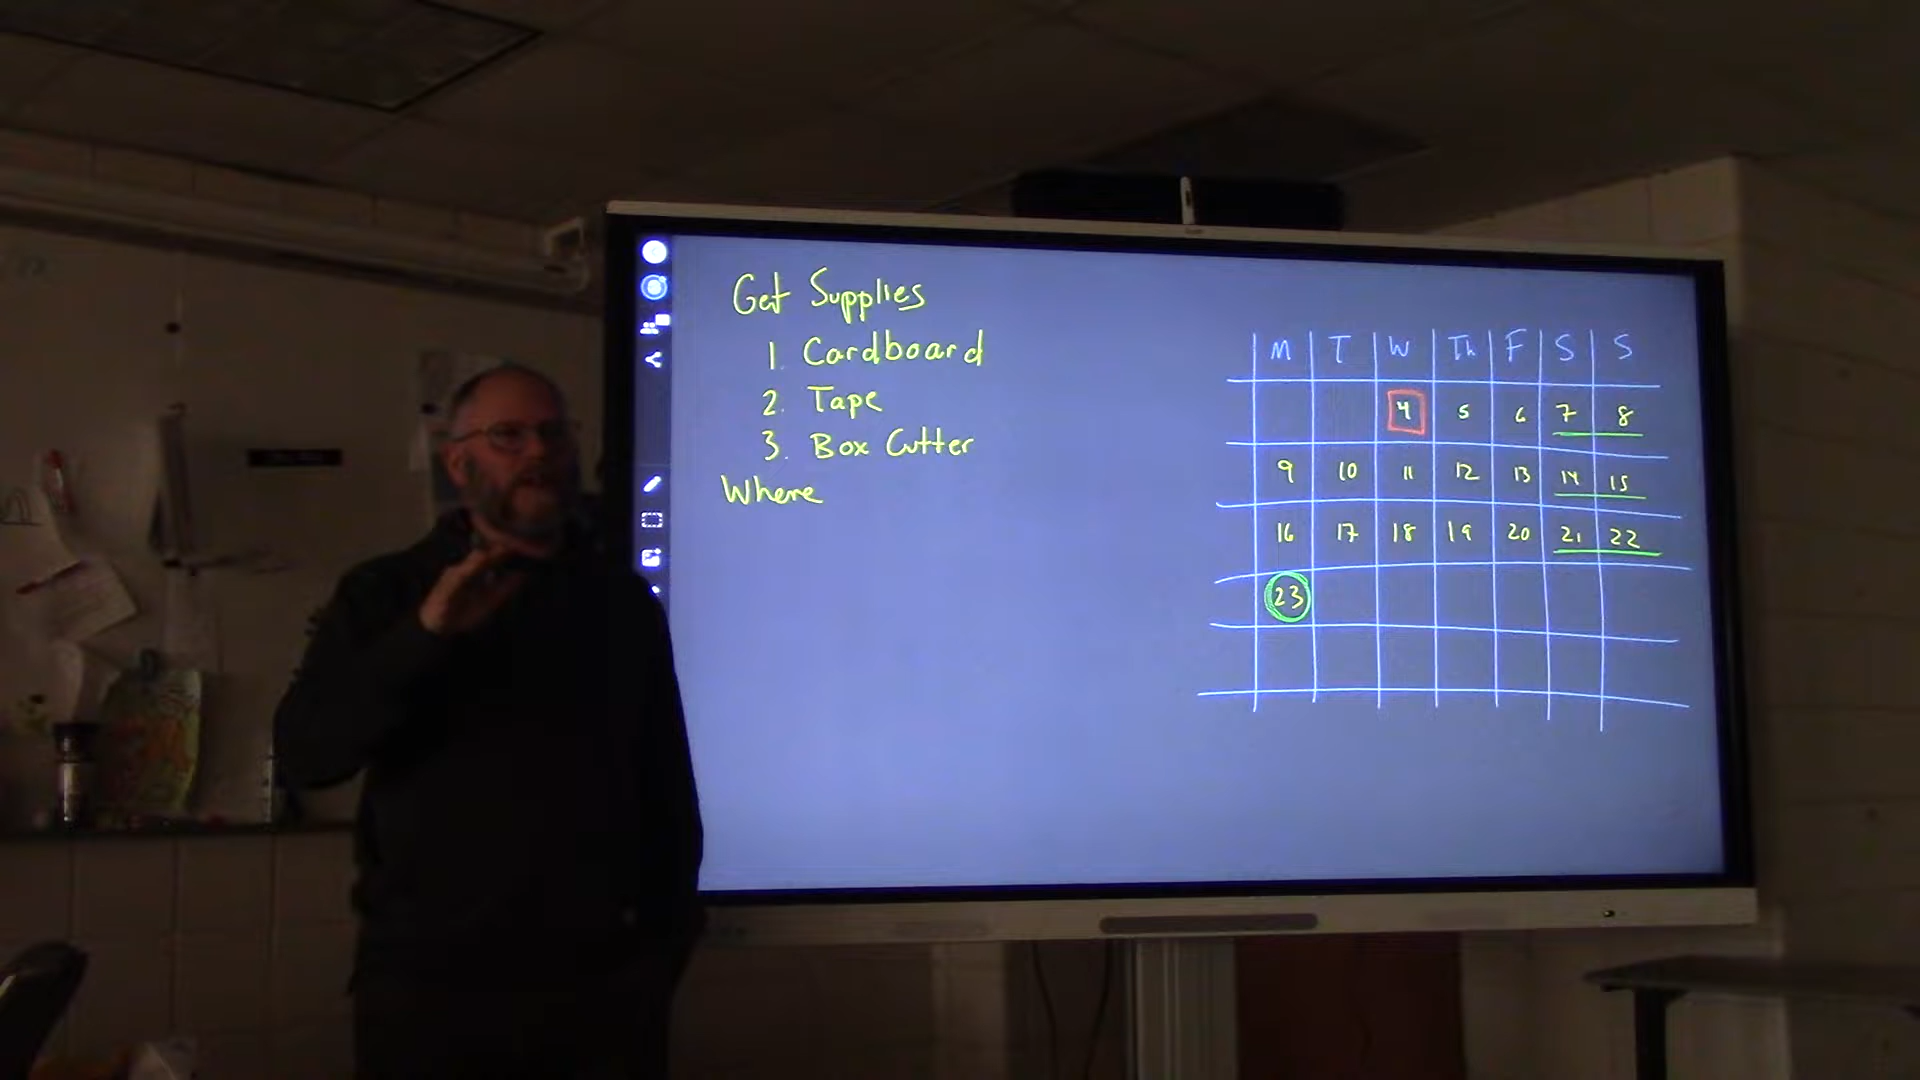 Get Supplies
1. Cardboard
2. Tape
3. Box Cutter
Where
M T W Th F S S
4 5 6 7 8
9 10 11 12 13 14 15
16 17 18 19 20 21 22
23